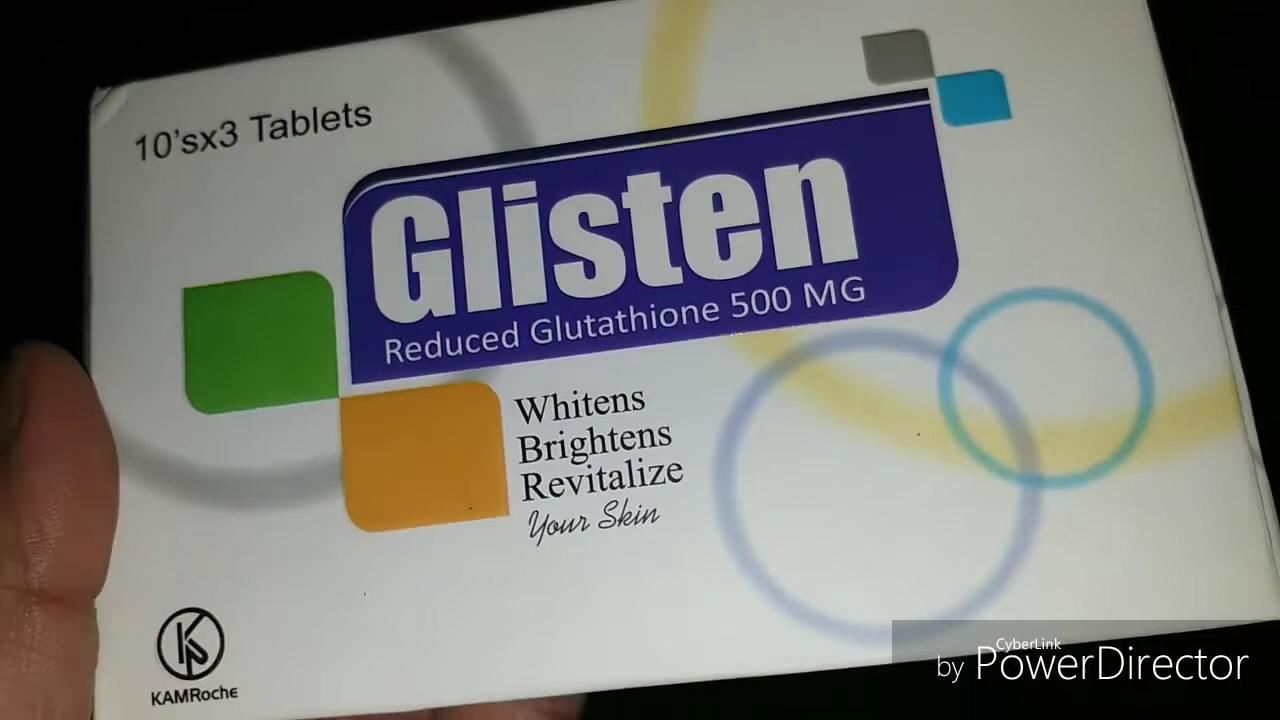 10'sx3 Tablets
Glisten
Reduced Glutathione 500 MG
Whitens
Brightens
Revitalize
Your Skin
KAMRoche
CyberLink
by PowerDirector